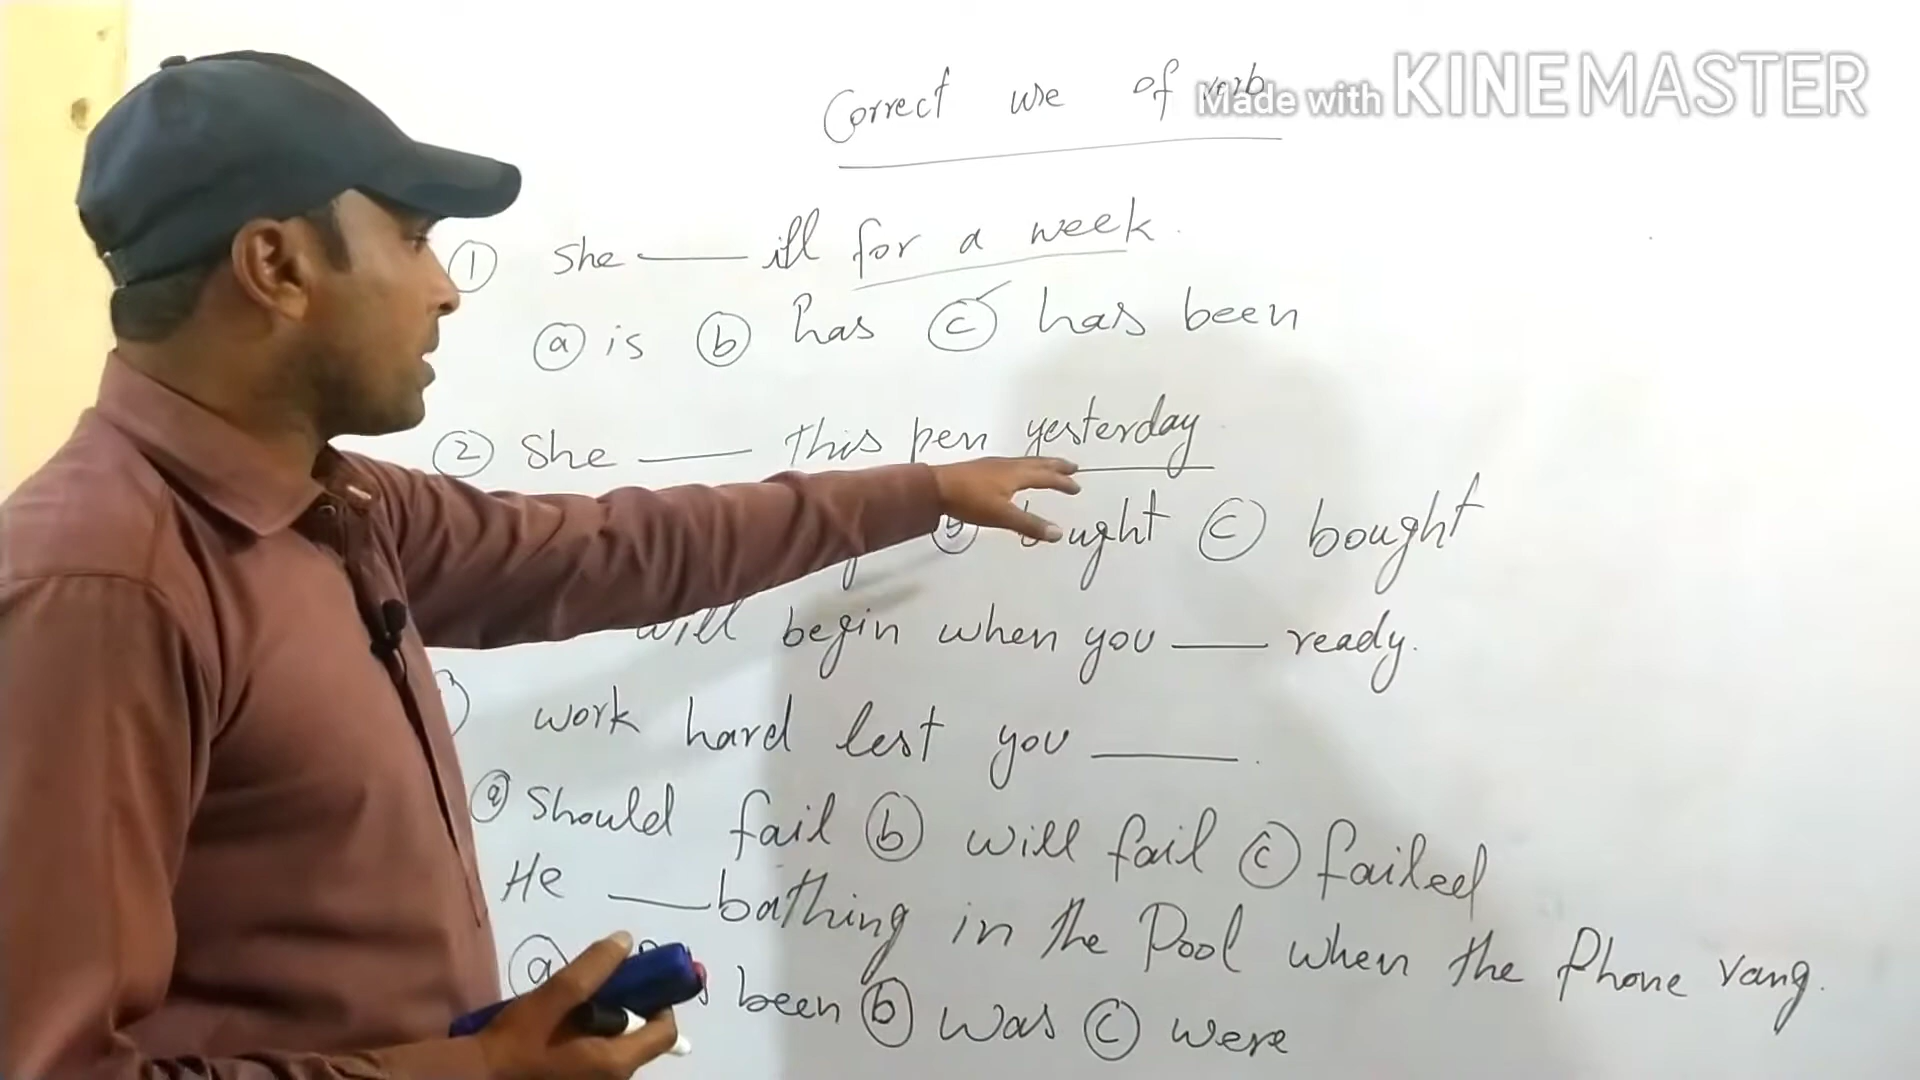 Correct use of verb
Made with KINEMASTER
1 She ___ ill for a week.
a is b has c has been
2 She ___ this pen yesterday
bought c bought
will begin when you ___ ready.
work hard lest you ___.
a should fail b will fail c failed
He ___ bathing in the Pool when the Phone rang.
a been b was c were